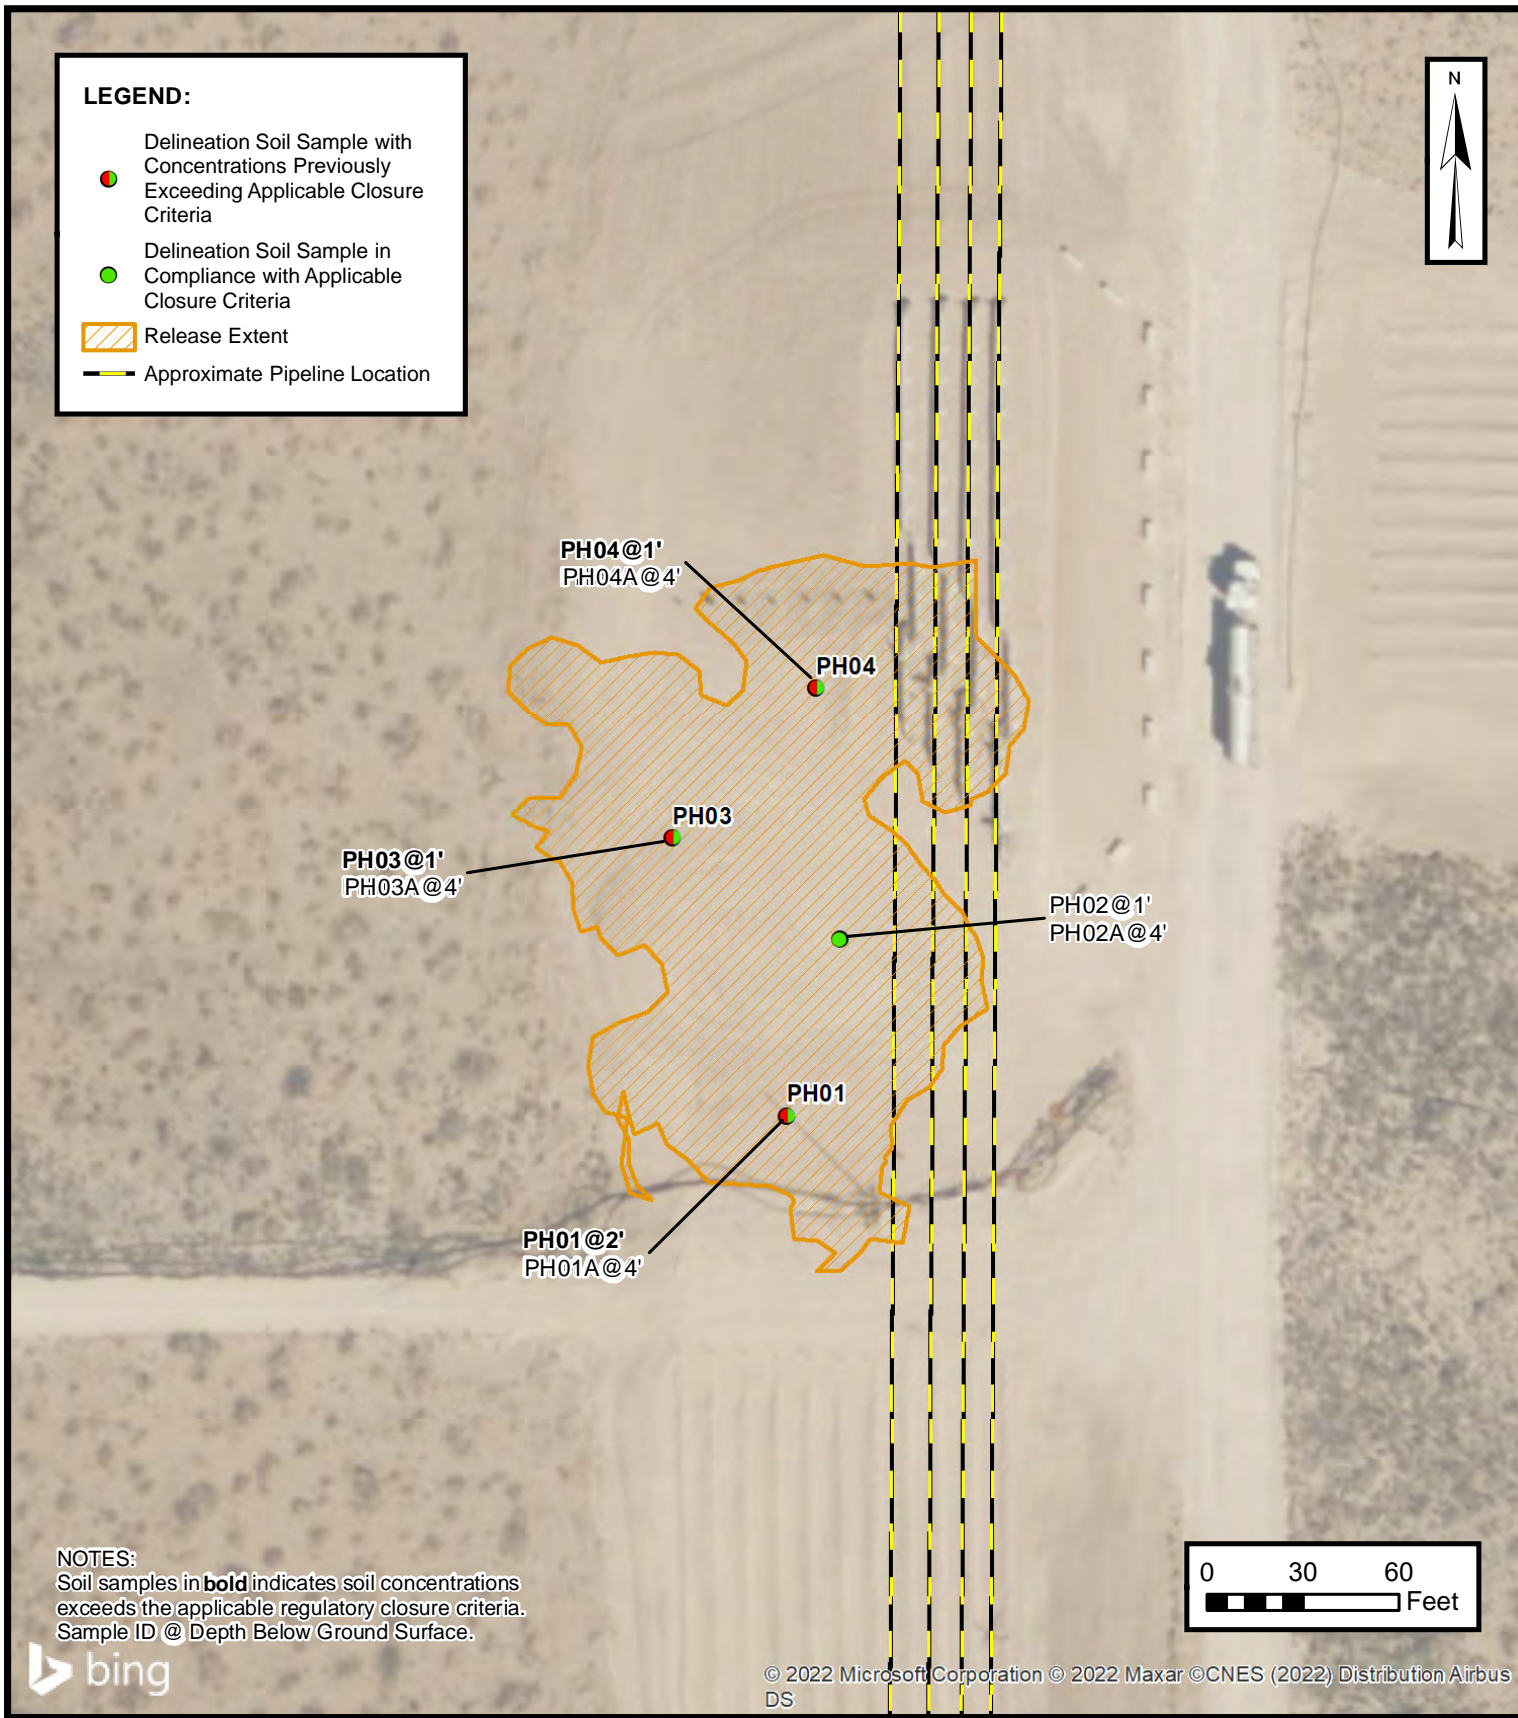 LEGEND:
Delineation Soil Sample with
Concentrations Previously
Exceeding Applicable Closure
Criteria
Delineation Soil Sample in
Compliance with Applicable
Closure Criteria
Release Extent
Approximate Pipeline Location
N
PH04@1'
PH04A@4'
PH04
PH03
PH03@1'
PH03A@4'
PH02@1'
PH02A@4'
PH01
PH01@2'
PH01A@4'
NOTES:
Soil samples in bold indicates soil concentrations
exceeds the applicable regulatory closure criteria.
Sample ID @ Depth Below Ground Surface.
bing
0 30 60
Feet
© 2022 Microsoft Corporation © 2022 Maxar ©CNES (2022) Distribution Airbus
DS